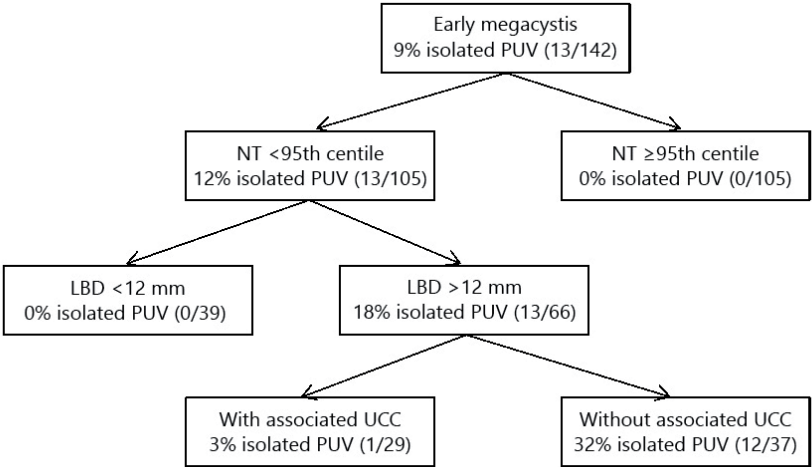 Early megacystis
9% isolated PUV (13/142)
NT <95th centile
12% isolated PUV (13/105)
NT ≥95th centile
0% isolated PUV (0/105)
LBD <12 mm
0% isolated PUV (0/39)
LBD >12 mm
18% isolated PUV (13/66)
With associated UCC
3% isolated PUV (1/29)
Without associated UCC
32% isolated PUV (12/37)